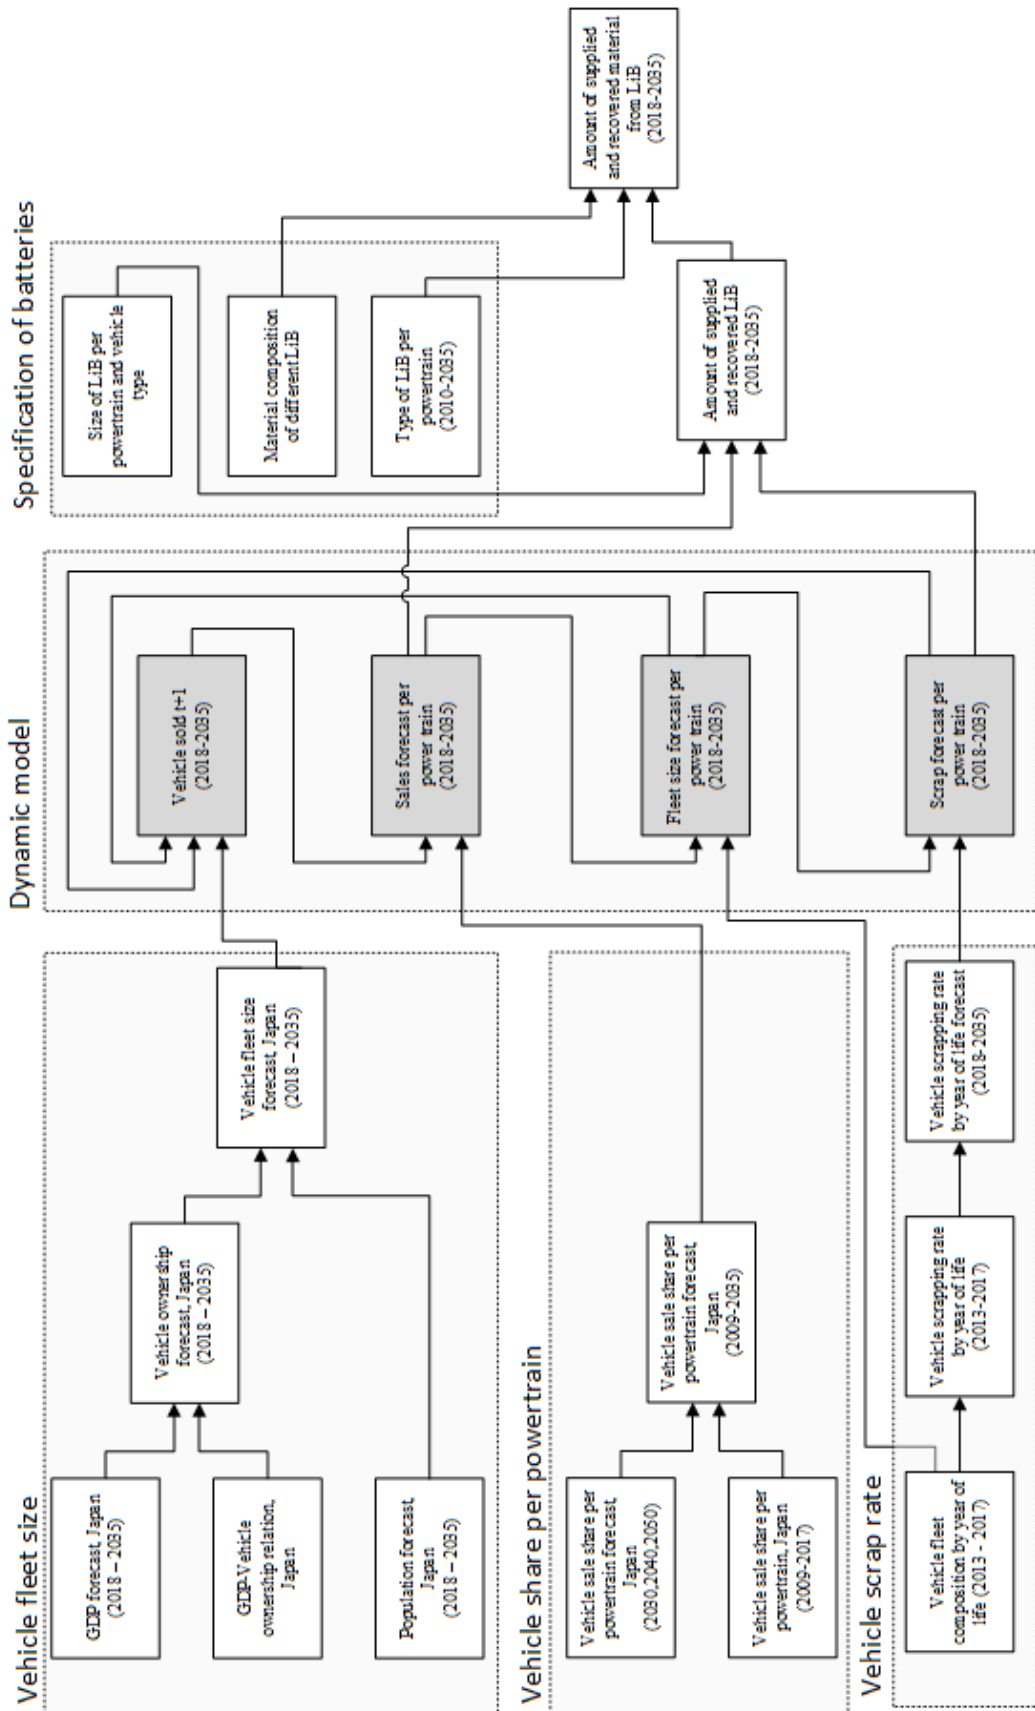 Vehicle fleet size
GDP forecast, Japan
(2018 – 2035)
GDP-Vehicle
ownership relation,
Japan
Population forecast,
Japan
(2018 – 2035)
Vehicle ownership
forecast, Japan
(2018 – 2035)
Vehicle fleet size
forecast, Japan
(2018 – 2035)
Vehicle share per powertrain
Vehicle sale share per
powertrain forecast,
Japan
(2030,2040,2050)
Vehicle sale share per
powertrain, Japan
(2009-2017)
Vehicle sale share per
powertrain forecast,
Japan
(2009-2035)
Vehicle scrap rate
Vehicle fleet
composition by year of
life (2013 - 2017)
Vehicle scrapping rate
by year of life
(2013-2017)
Vehicle scrapping rate
by year of life forecast
(2018-2035)
Dynamic model
Vehicle sold t+1
(2018-2035)
Sales forecast per
power train
(2018-2035)
Fleet size forecast per
power train
(2018-2035)
Scrap forecast per
power train
(2018-2035)
Specification of batteries
Size of LiB per
powertrain and vehicle
type
Material composition
of different LiB
Type of LiB per
powertrain
(2010-2035)
Amount of supplied
and recovered LiB
(2018-2035)
Amount of supplied
and recovered material
from LiB
(2018-2035)